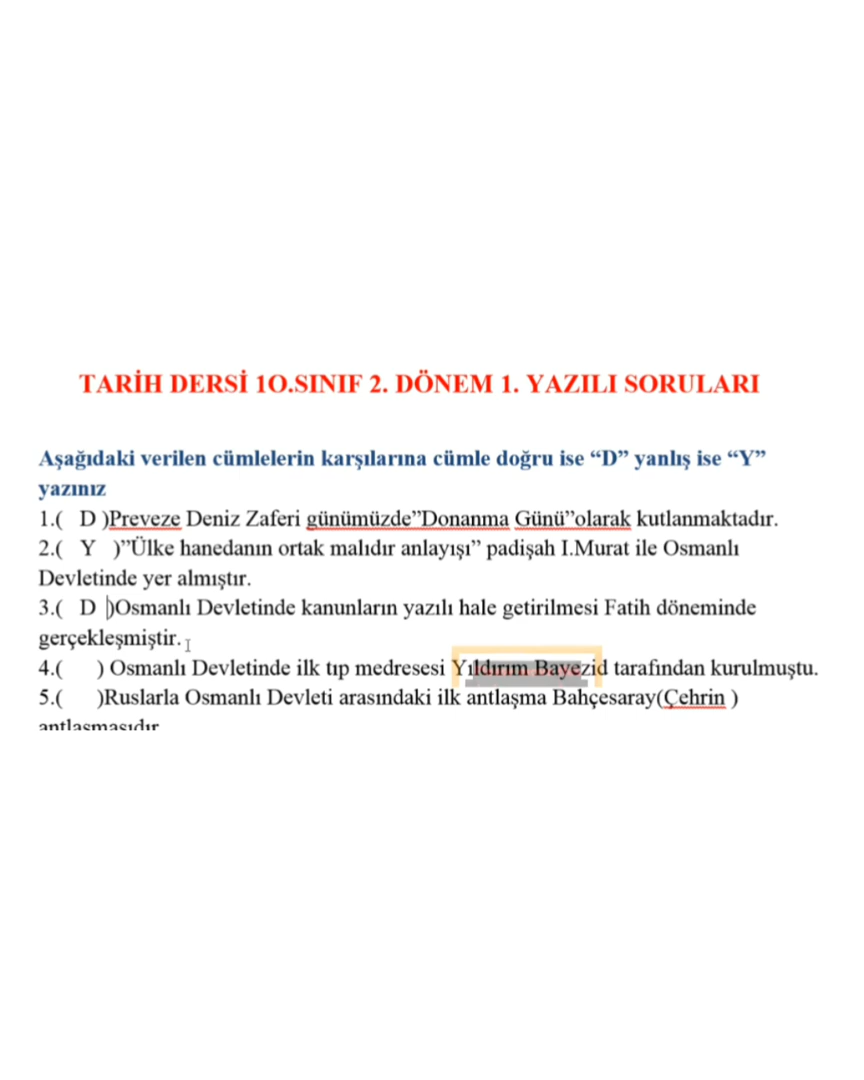 TARİH DERSİ 1O.SINIF 2. DÖNEM 1. YAZILI SORULARI
Aşağıdaki verilen cümlelerin karşılarına cümle doğru ise “D” yanlış ise “Y”
yazınız
1.( D )Preveze Deniz Zaferi günümüzde”Donanma Günü”olarak kutlanmaktadır.
2.( Y )”Ülke hanedanın ortak malıdır anlayışı” padişah I.Murat ile Osmanlı
Devletinde yer almıştır.
3.( D )Osmanlı Devletinde kanunların yazılı hale getirilmesi Fatih döneminde
gerçekleşmiştir.
4.( ) Osmanlı Devletinde ilk tıp medresesi Yıldırım Bayezid tarafından kurulmuştu.
5.( )Ruslarla Osmanlı Devleti arasındaki ilk antlaşma Bahçesaray(Çehrin )
antlaşmasıdır